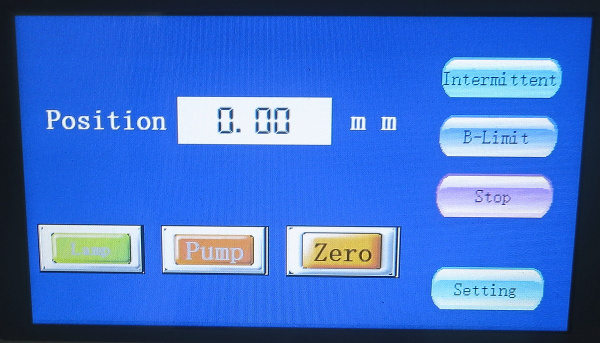 Intermittent
Position 0.00 mm
B-Limit
Stop
Lamp Pump Zero
Setting